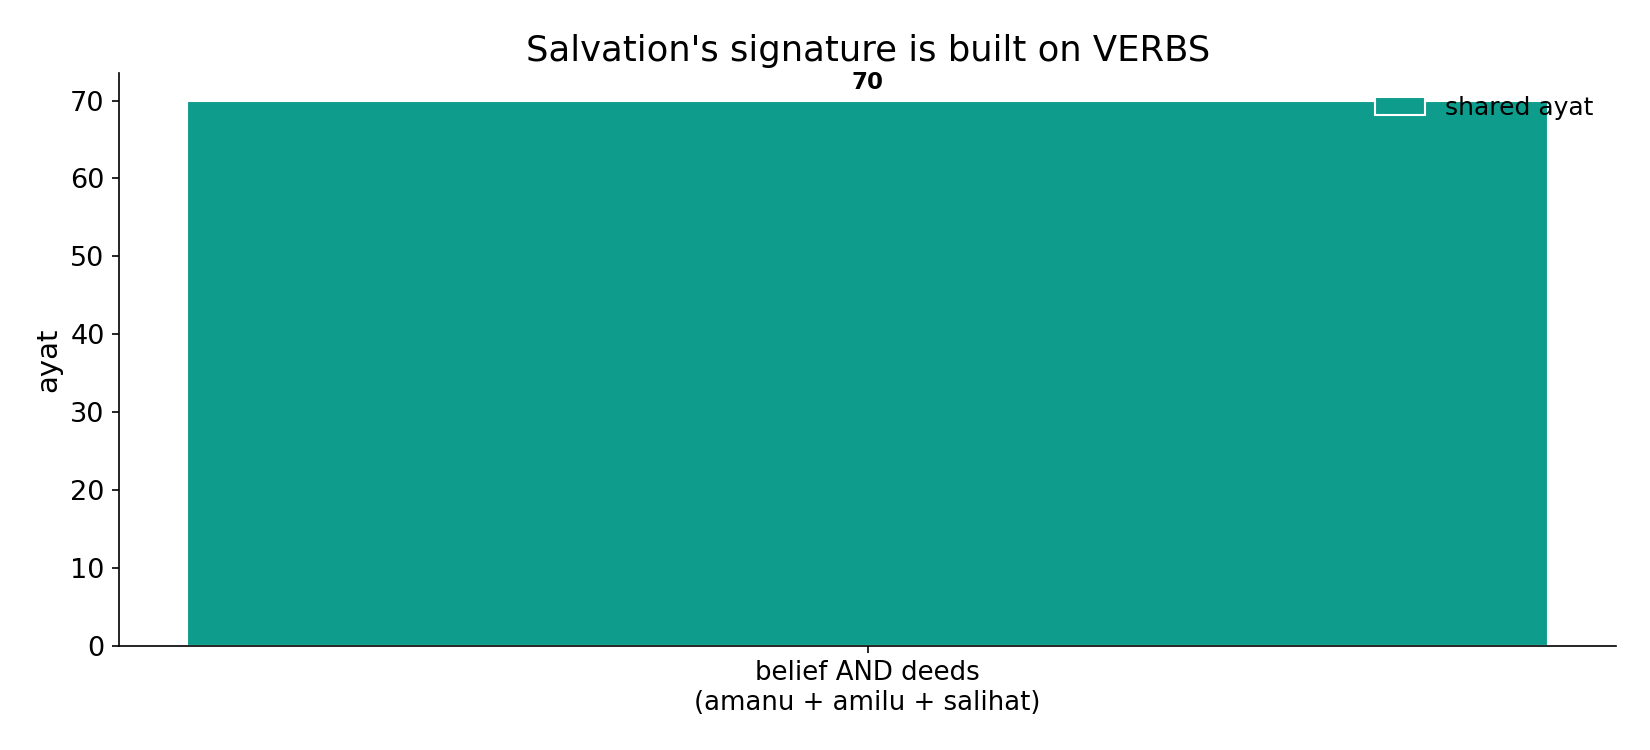 Salvation's signature is built on VERBS
70
shared ayat
70
60
50
40
30
20
10
0
ayat
belief AND deeds
(amanu + amilu + salihat)